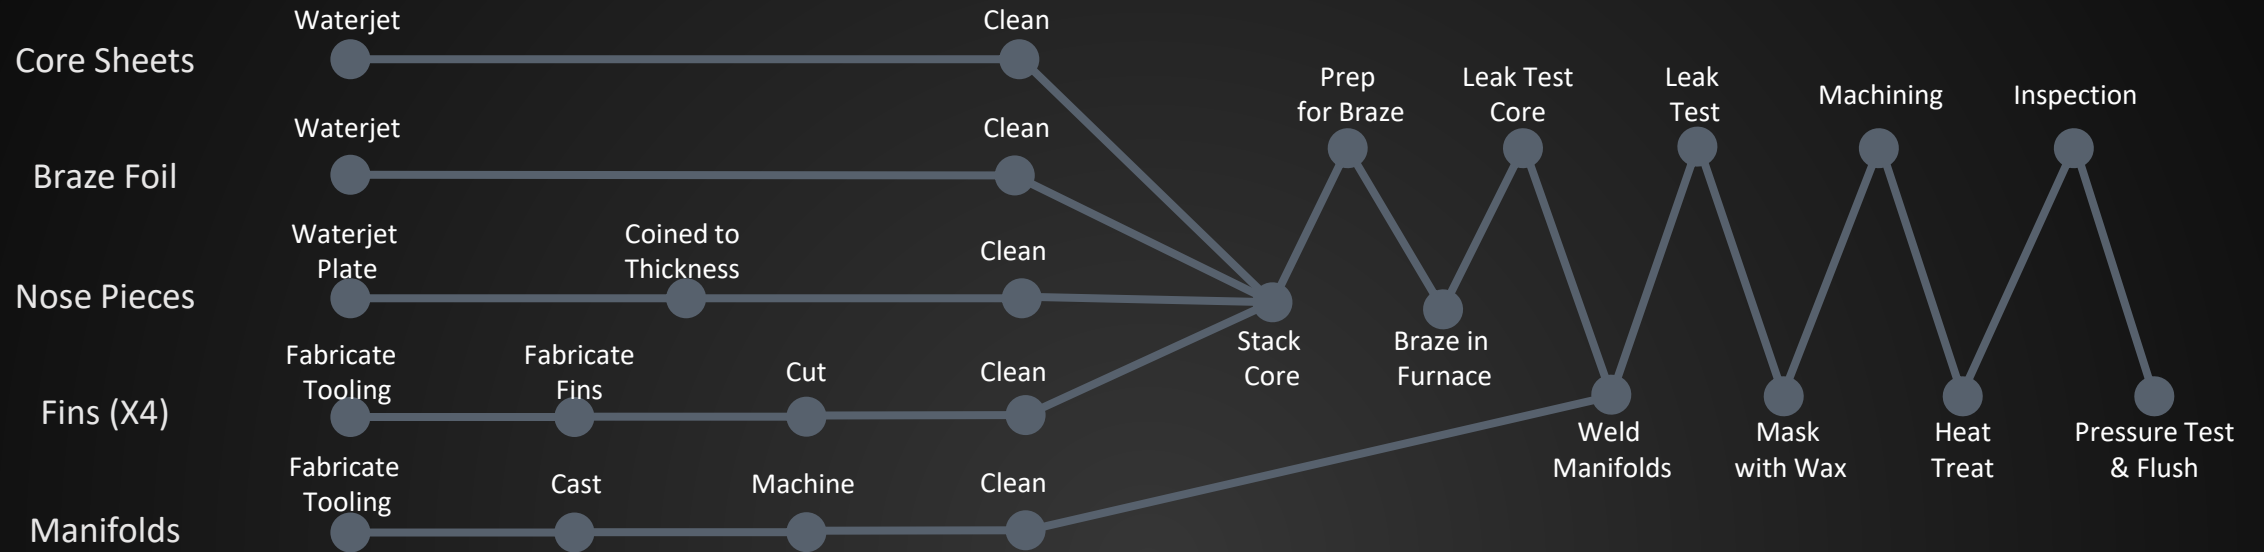 Core Sheets
Waterjet
Clean
Braze Foil
Waterjet
Clean
Nose Pieces
Waterjet
Plate
Coined to
Thickness
Clean
Fins (X4)
Fabricate
Tooling
Fabricate
Fins
Cut
Clean
Manifolds
Fabricate
Tooling
Cast
Machine
Clean
Stack
Core
Prep
for Braze
Braze in
Furnace
Leak Test
Core
Weld
Manifolds
Leak
Test
Mask
with Wax
Machining
Heat
Treat
Inspection
Pressure Test
& Flush